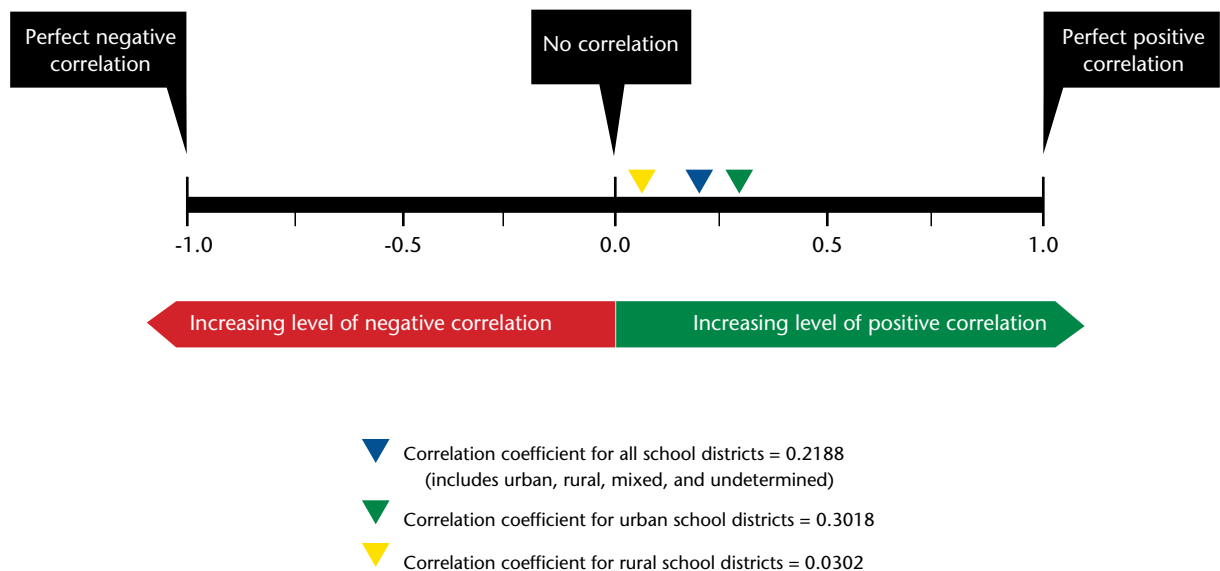 Perfect negative
correlation
No correlation
Perfect positive
correlation
-1.0
-0.5
0.0
0.5
1.0
Increasing level of negative correlation
Increasing level of positive correlation
Correlation coefficient for all school districts = 0.2188
(includes urban, rural, mixed, and undetermined)
Correlation coefficient for urban school districts = 0.3018
Correlation coefficient for rural school districts = 0.0302